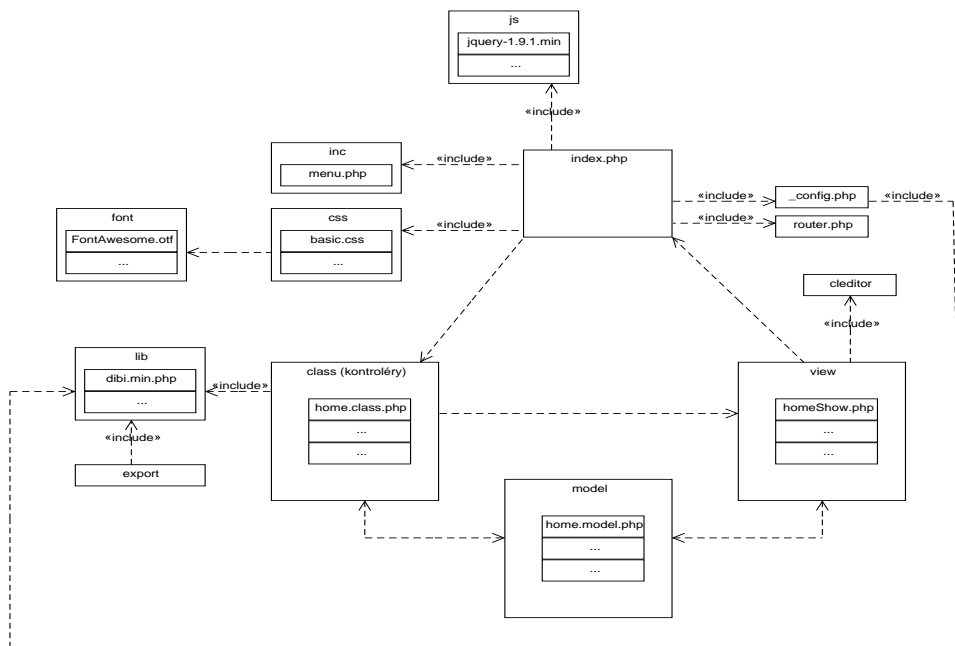 js
jquery-1.9.1.min
...
«include»
inc
menu.php
«include»
index.php
«include»
_config.php
«include»
font
FontAwesome.otf
...
css
basic.css
...
«include»
«include»
router.php
cleditor
«include»
lib
dibi.min.php
...
«include»
class (kontroléry)
home.class.php
...
...
view
homeShow.php
...
...
«include»
export
model
home.model.php
...
...